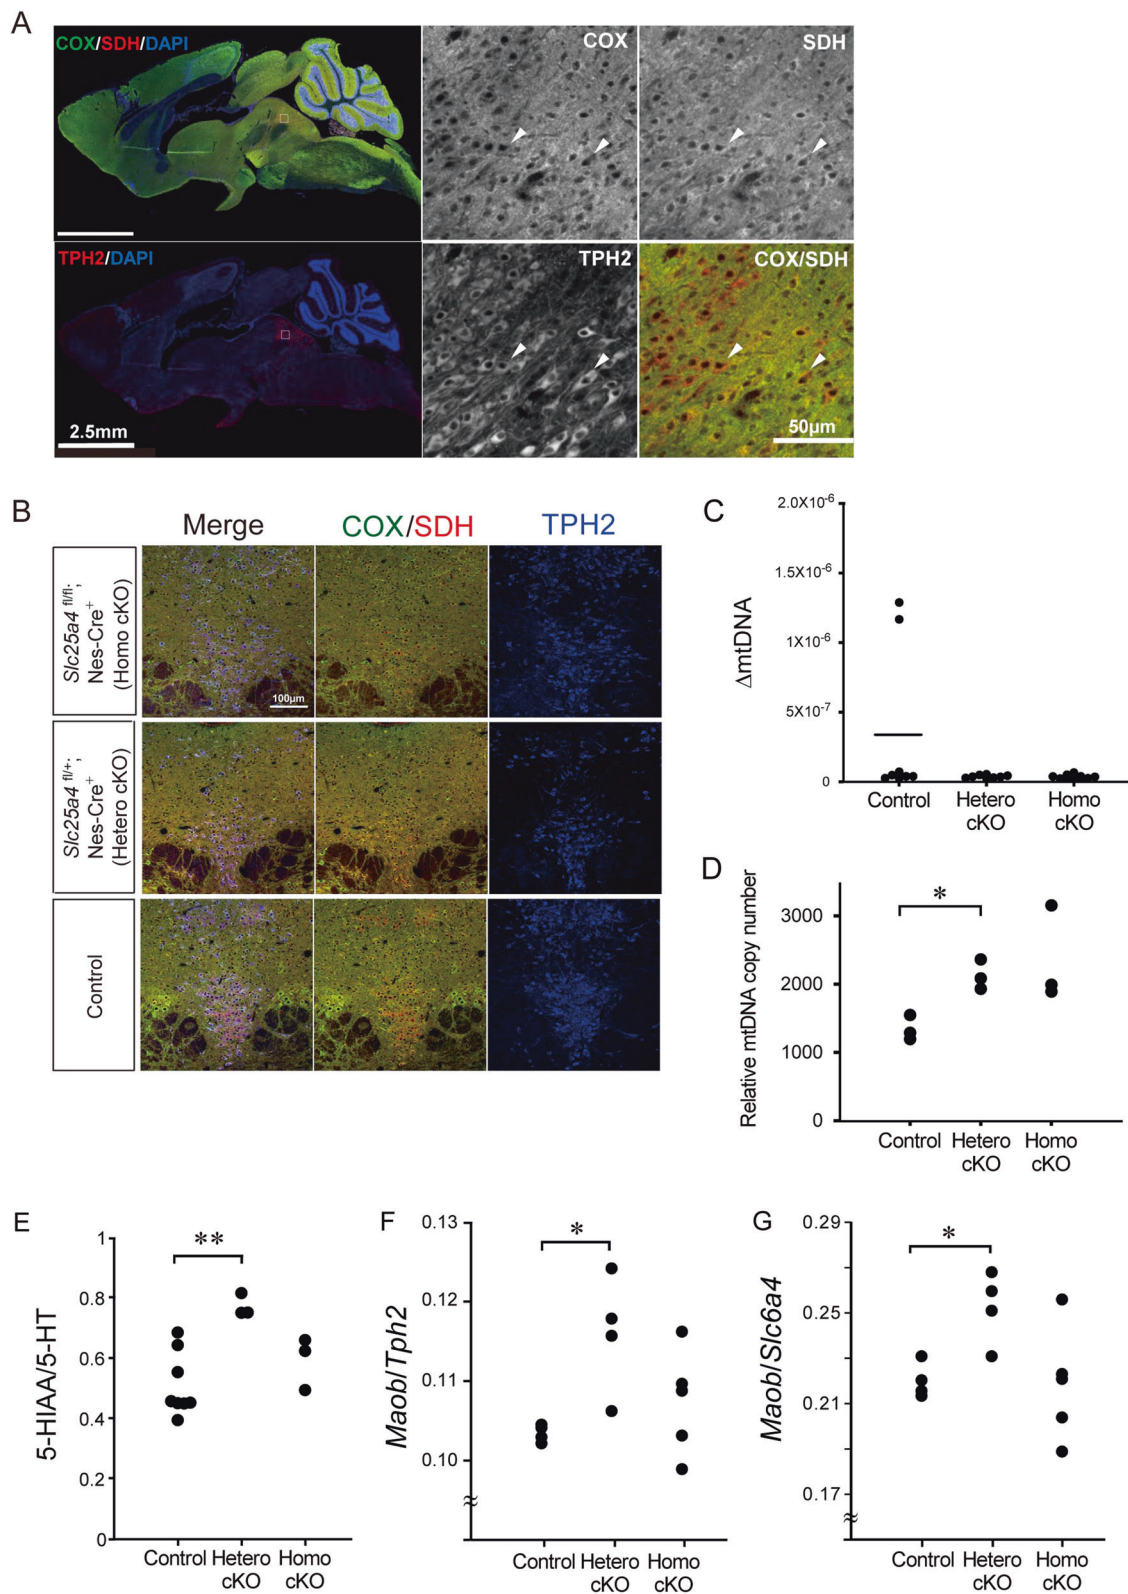 A
COX/SDH/DAPI
COX
SDH
TPH2/DAPI
TPH2
COX/SDH
2.5mm
50µm
B
Merge
COX/SDH
TPH2
Slc25a4 fl/fl;
Nes-Cre+
(Homo cKO)
100µm
Slc25a4 fl/+;
Nes-Cre+
(Hetero cKO)
Control
C
2.0X10-6
1.5X10-6
1X10-6
5X10-7
0
ΔmtDNA
Control
Hetero
cKO
Homo
cKO
D
*
3000
2000
1000
0
Relative mtDNA copy number
Control
Hetero
cKO
Homo
cKO
E
1
0.8
0.6
0.4
0.2
0
5-HIAA/5-HT
**
Control
Hetero
cKO
Homo
cKO
F
0.13
0.12
0.11
0.10
≈
Maob/Tph2
*
Control
Hetero
cKO
Homo
cKO
G
0.29
0.25
0.21
0.17
≈
Maob/Slc6a4
*
Control
Hetero
cKO
Homo
cKO